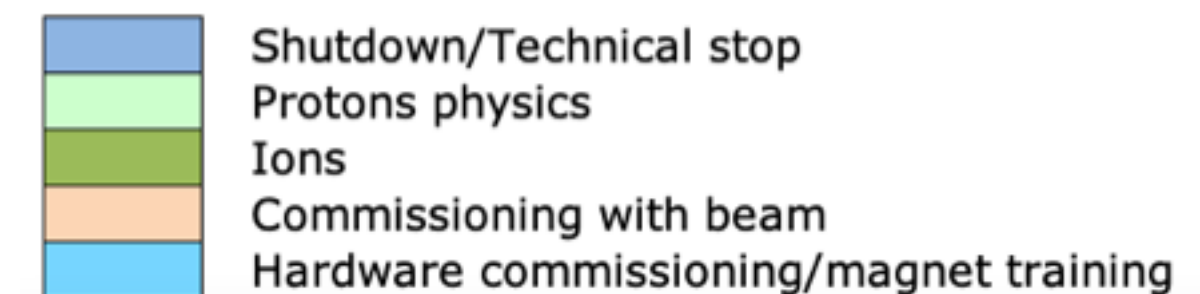 Shutdown/Technical stop
Protons physics
Ions
Commissioning with beam
Hardware commissioning/magnet training